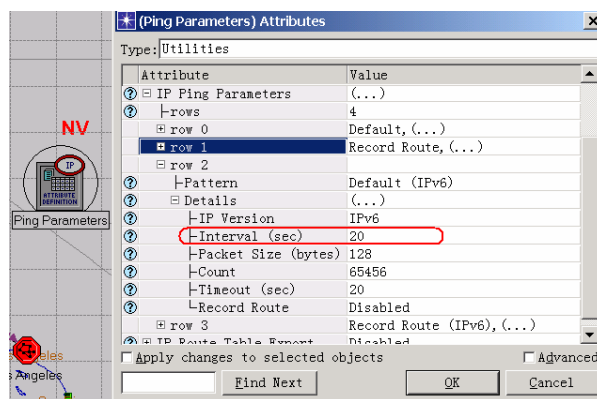 (Ping Parameters) Attributes
Type: Utilities
Attribute Value
IP Ping Parameters (...)
rows 4
row 0 Default, (...)
row 1 Record Route, (...)
row 2
Pattern Default (IPv6)
Details (...)
IP Version IPv6
Interval (sec) 20
Packet Size (bytes) 128
Count 65456
Timeout (sec) 20
Record Route Disabled
row 3 Record Route (IPv6), (...)
IP Route Table Export Disabled
Apply changes to selected objects Advanced
Find Next OK Cancel
NV
IP
ATTRIBUTE
DEFINITION
Ping Parameters
eles
Angeles